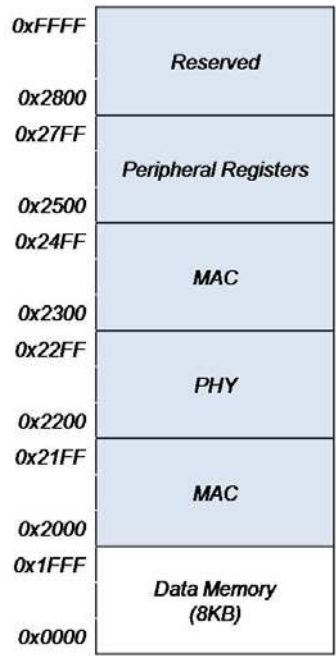 0xFFFF
Reserved
0x2800
0x27FF
Peripheral Registers
0x2500
0x24FF
MAC
0x2300
0x22FF
PHY
0x2200
0x21FF
MAC
0x2000
0x1FFF
Data Memory
(8KB)
0x0000